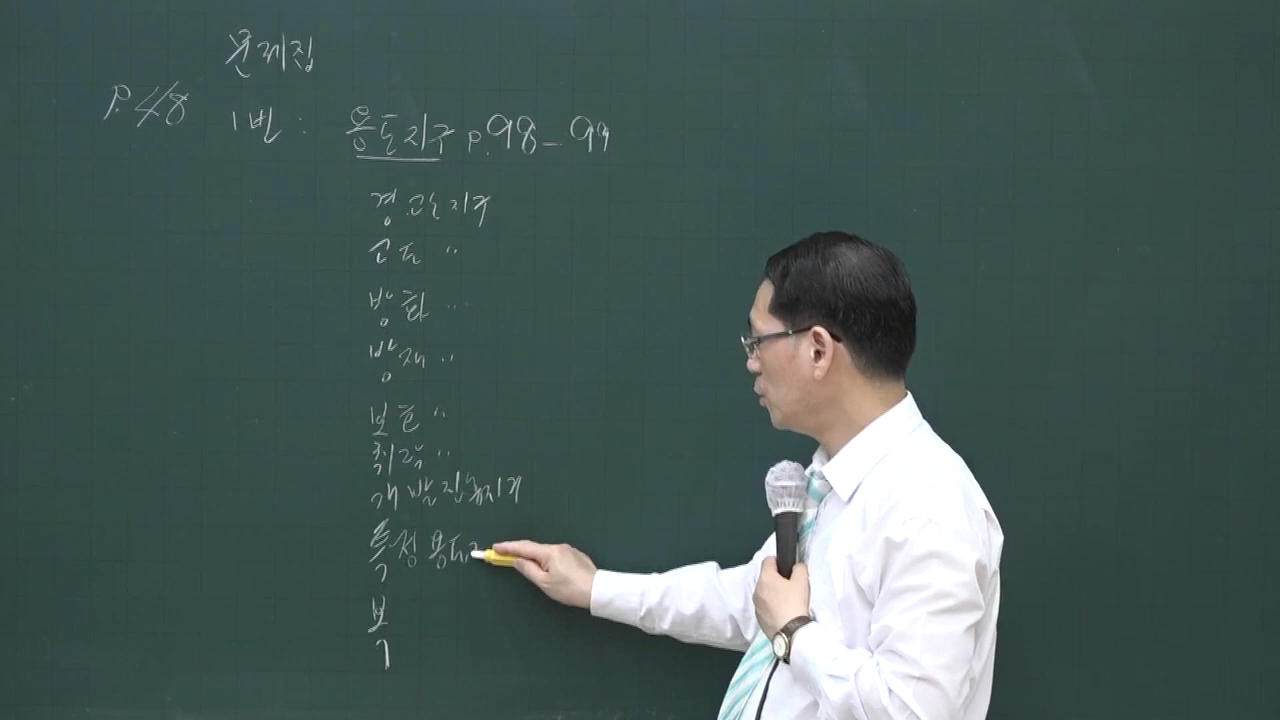 문제집
P.48 1번 : 용도지구 P.98-99
경관지구
고도 〃
방화 〃
방재 〃
보호 〃
취락 〃
개발진흥지구
특정용도
복